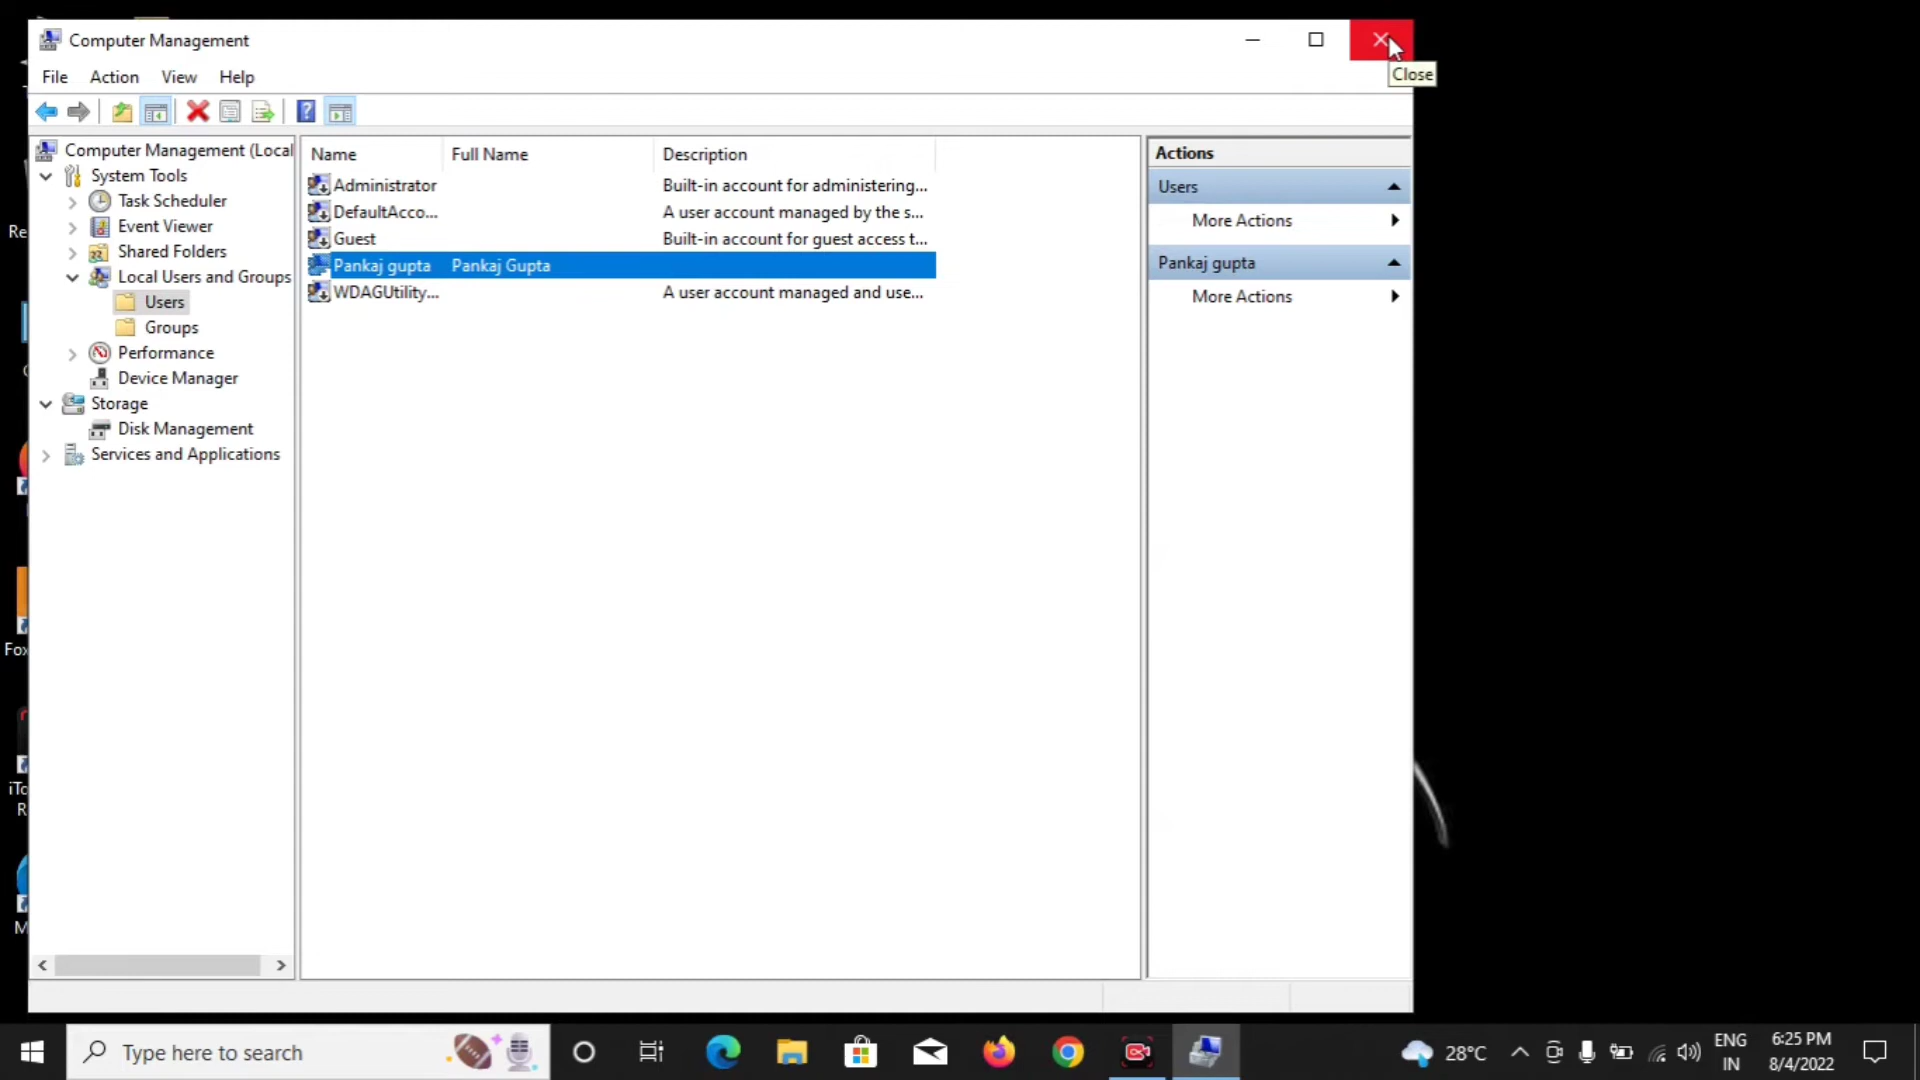 Computer Management
Close
File Action View Help
Computer Management (Local
System Tools
Task Scheduler
Event Viewer
Shared Folders
Local Users and Groups
Users
Groups
Performance
Device Manager
Storage
Disk Management
Services and Applications
Name Full Name Description
Administrator Built-in account for administering...
DefaultAcco... A user account managed by the s...
Guest Built-in account for guest access t...
Pankaj gupta Pankaj Gupta
WDAGUtility... A user account managed and use...
Actions
Users
More Actions
Pankaj gupta
More Actions
Re
Fox
iTo
R
M
Type here to search
28°C
ENG
IN
6:25 PM
8/4/2022